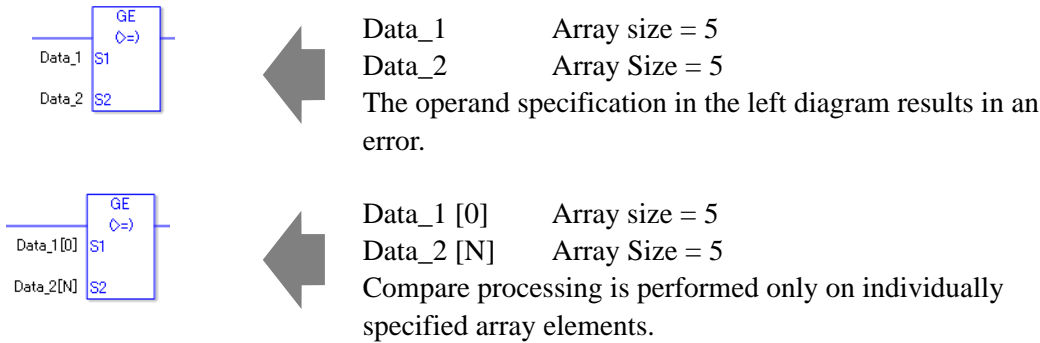 GE
(>=)
Data_1 S1
Data_2 S2
Data_1 Array size = 5
Data_2 Array Size = 5
The operand specification in the left diagram results in an
error.
GE
(>=)
Data_1[0] S1
Data_2[N] S2
Data_1 [0] Array size = 5
Data_2 [N] Array Size = 5
Compare processing is performed only on individually
specified array elements.